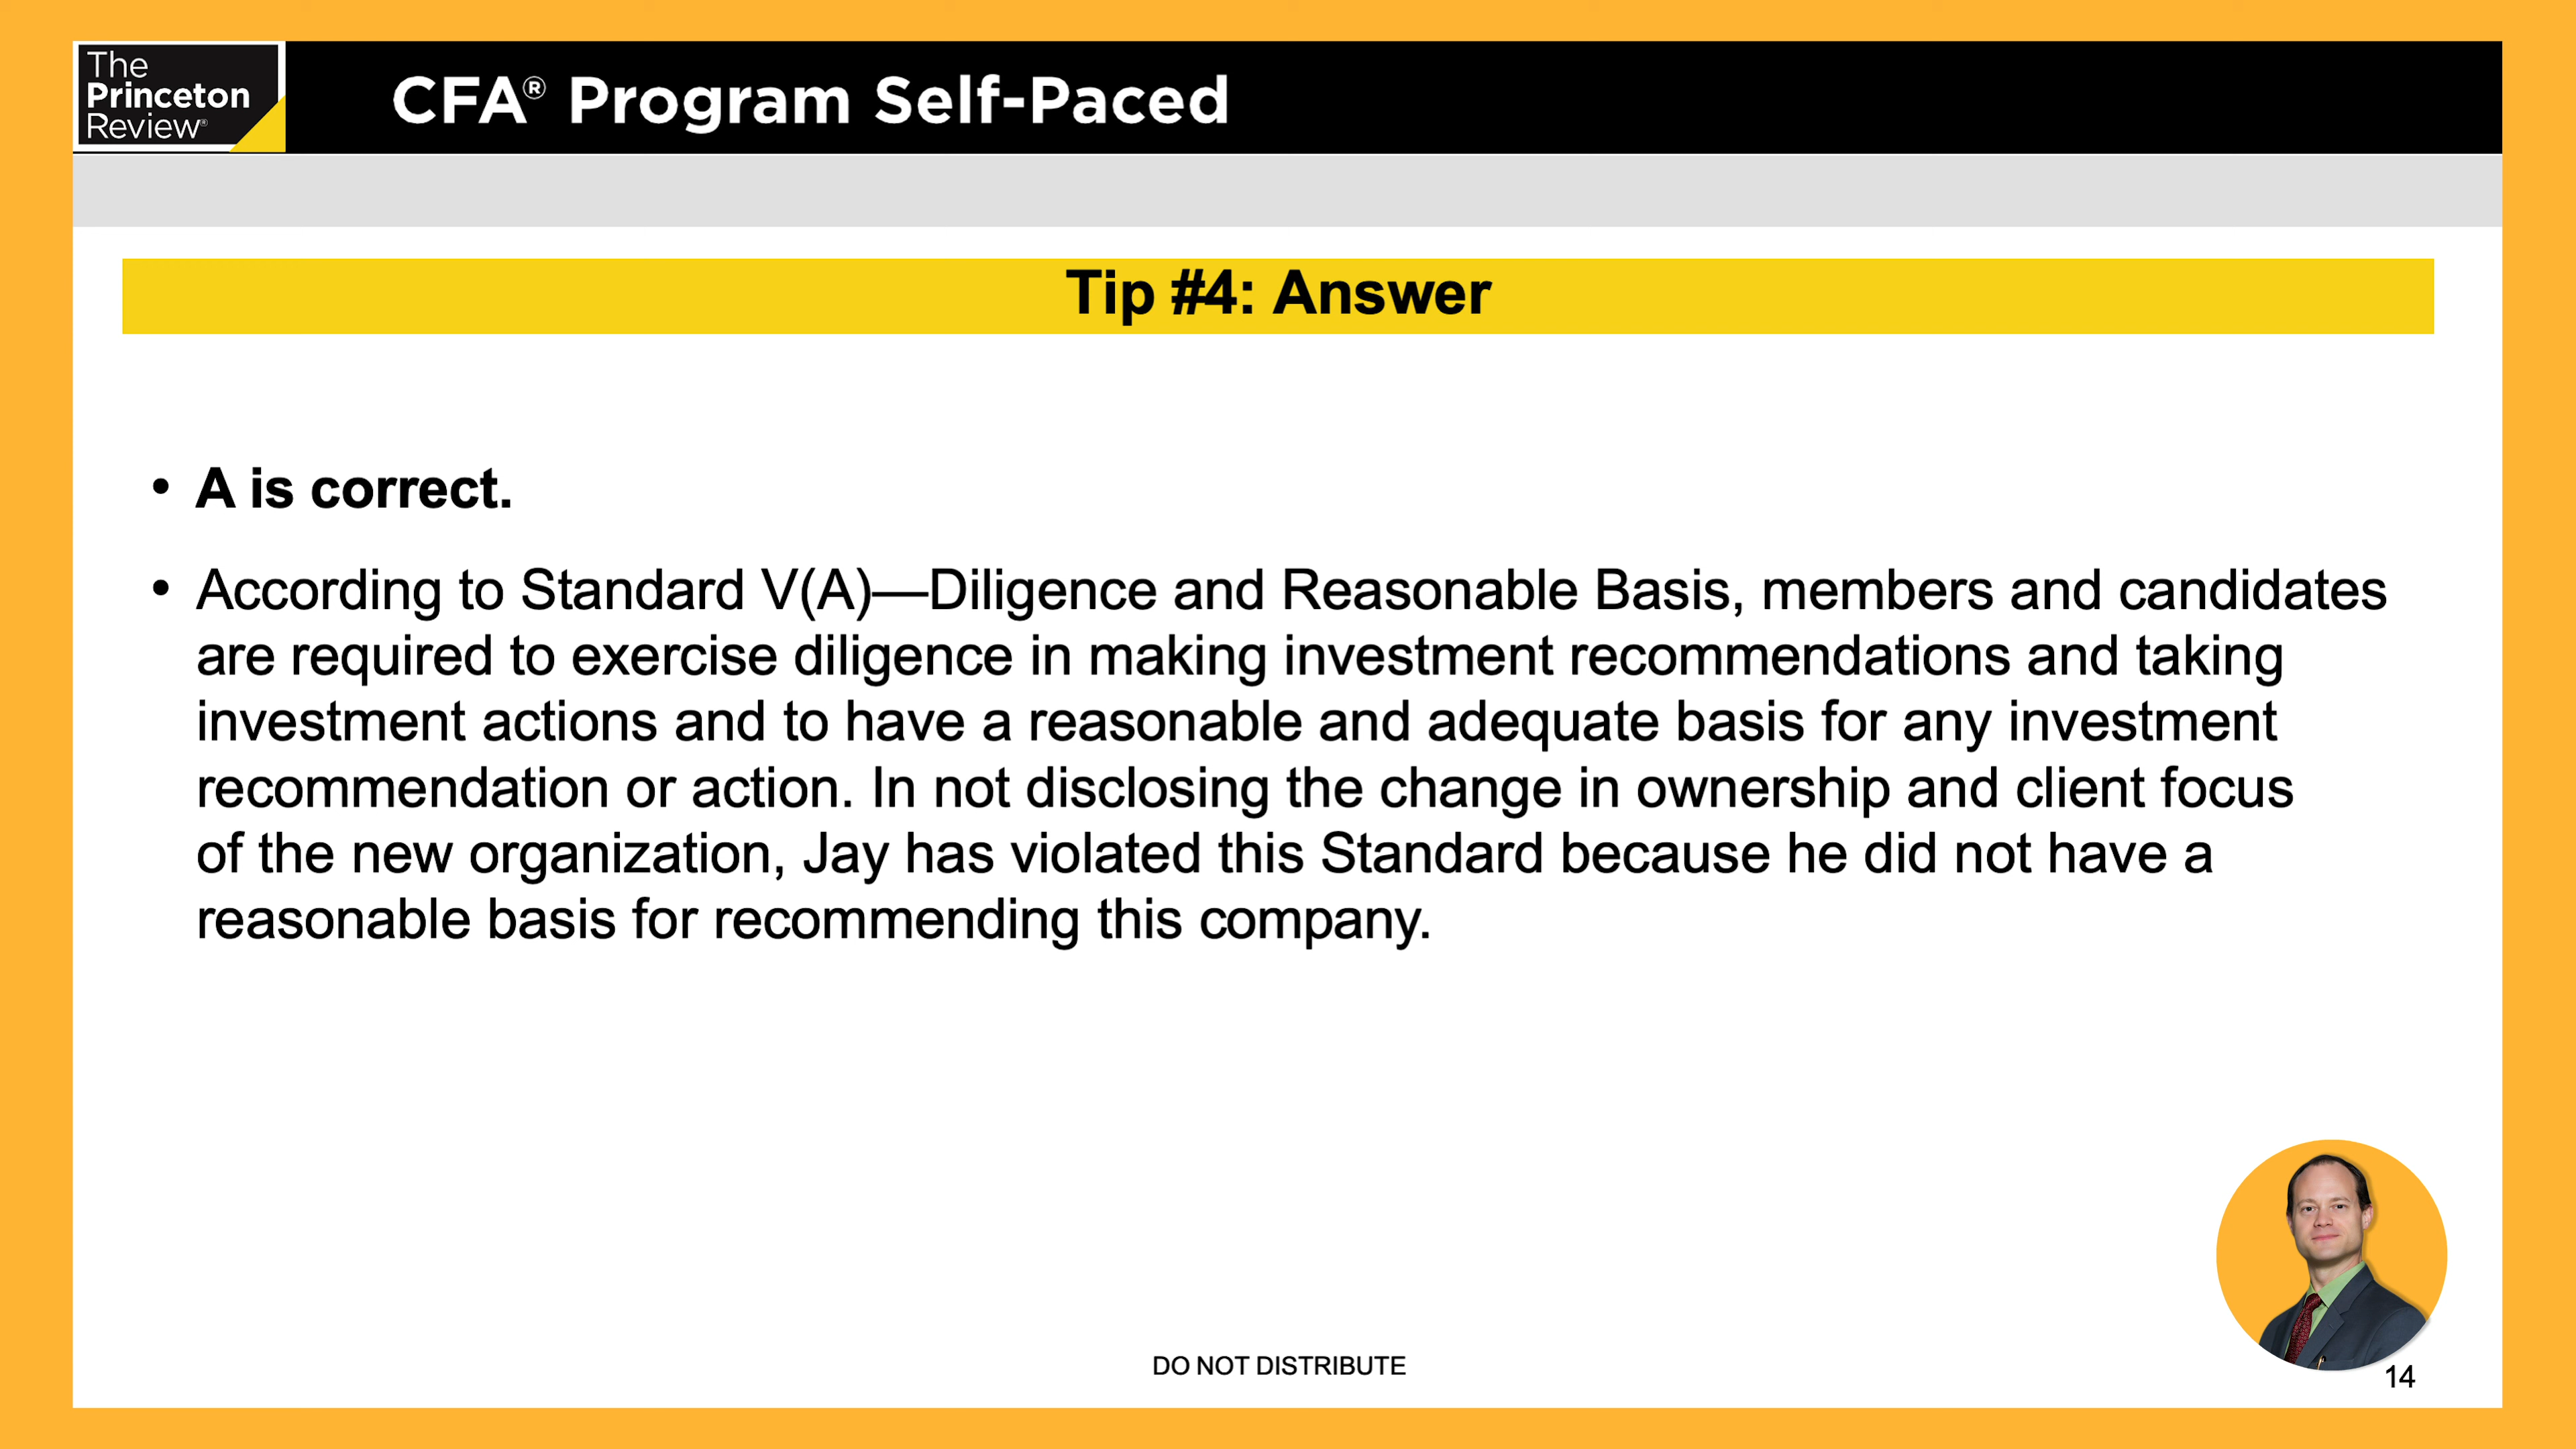 The
Princeton
Review®
CFA® Program Self-Paced
Tip #4: Answer
• A is correct.
• According to Standard V(A)—Diligence and Reasonable Basis, members and candidates
are required to exercise diligence in making investment recommendations and taking
investment actions and to have a reasonable and adequate basis for any investment
recommendation or action. In not disclosing the change in ownership and client focus
of the new organization, Jay has violated this Standard because he did not have a
reasonable basis for recommending this company.
DO NOT DISTRIBUTE
14